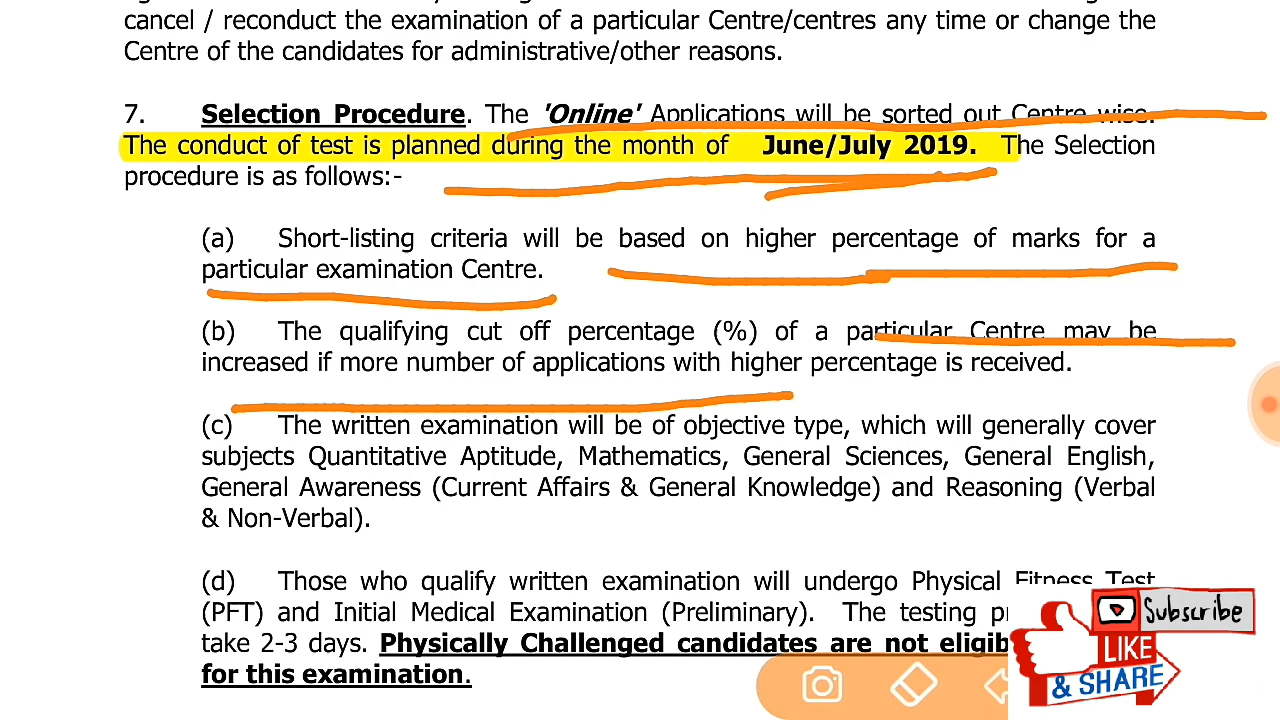 cancel / reconduct the examination of a particular Centre/centres any time or change the
Centre of the candidates for administrative/other reasons.
7. Selection Procedure. The 'Online' Applications will be sorted out Centre wise.
The conduct of test is planned during the month of June/July 2019. The Selection
procedure is as follows:-
(a) Short-listing criteria will be based on higher percentage of marks for a
particular examination Centre.
(b) The qualifying cut off percentage (%) of a particular Centre may be
increased if more number of applications with higher percentage is received.
(c) The written examination will be of objective type, which will generally cover
subjects Quantitative Aptitude, Mathematics, General Sciences, General English,
General Awareness (Current Affairs & General Knowledge) and Reasoning (Verbal
& Non-Verbal).
(d) Those who qualify written examination will undergo Physical Fitness Test
(PFT) and Initial Medical Examination (Preliminary). The testing
take 2-3 days. Physically Challenged candidates are not
for this examination.
Subscribe
LIKE
& SHARE